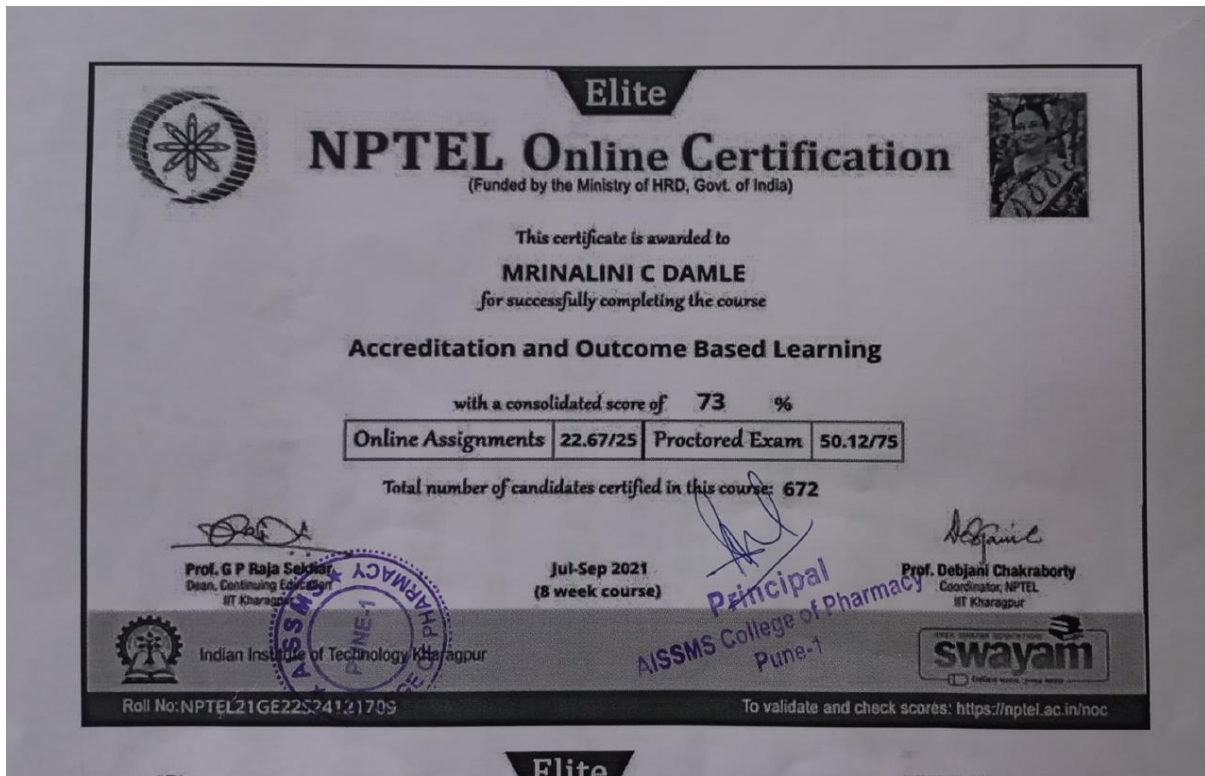 Elite
NPTEL Online Certification
(Funded by the Ministry of HRD, Govt. of India)
This certificate is awarded to
MRINALINI C DAMLE
for successfully completing the course
Accreditation and Outcome Based Learning
with a consolidated score of 73 %
Online Assignments 22.67/25 Proctored Exam 50.12/75
Total number of candidates certified in this course: 672
Prof. G P Raja Sekhar
Dean, Continuing Education
IIT Kharagpur
Jul-Sep 2021
(8 week course)
Principal
AISSMS College of Pharmacy
Pune-1
Prof. Debjani Chakraborty
Coordinator, NPTEL
IIT Kharagpur
AISSMS PHARMACY
PUNE-1
Indian Institute of Technology Kharagpur
swayam
Roll No: To validate and check scores: https://nptel.ac.in/noc
Elite